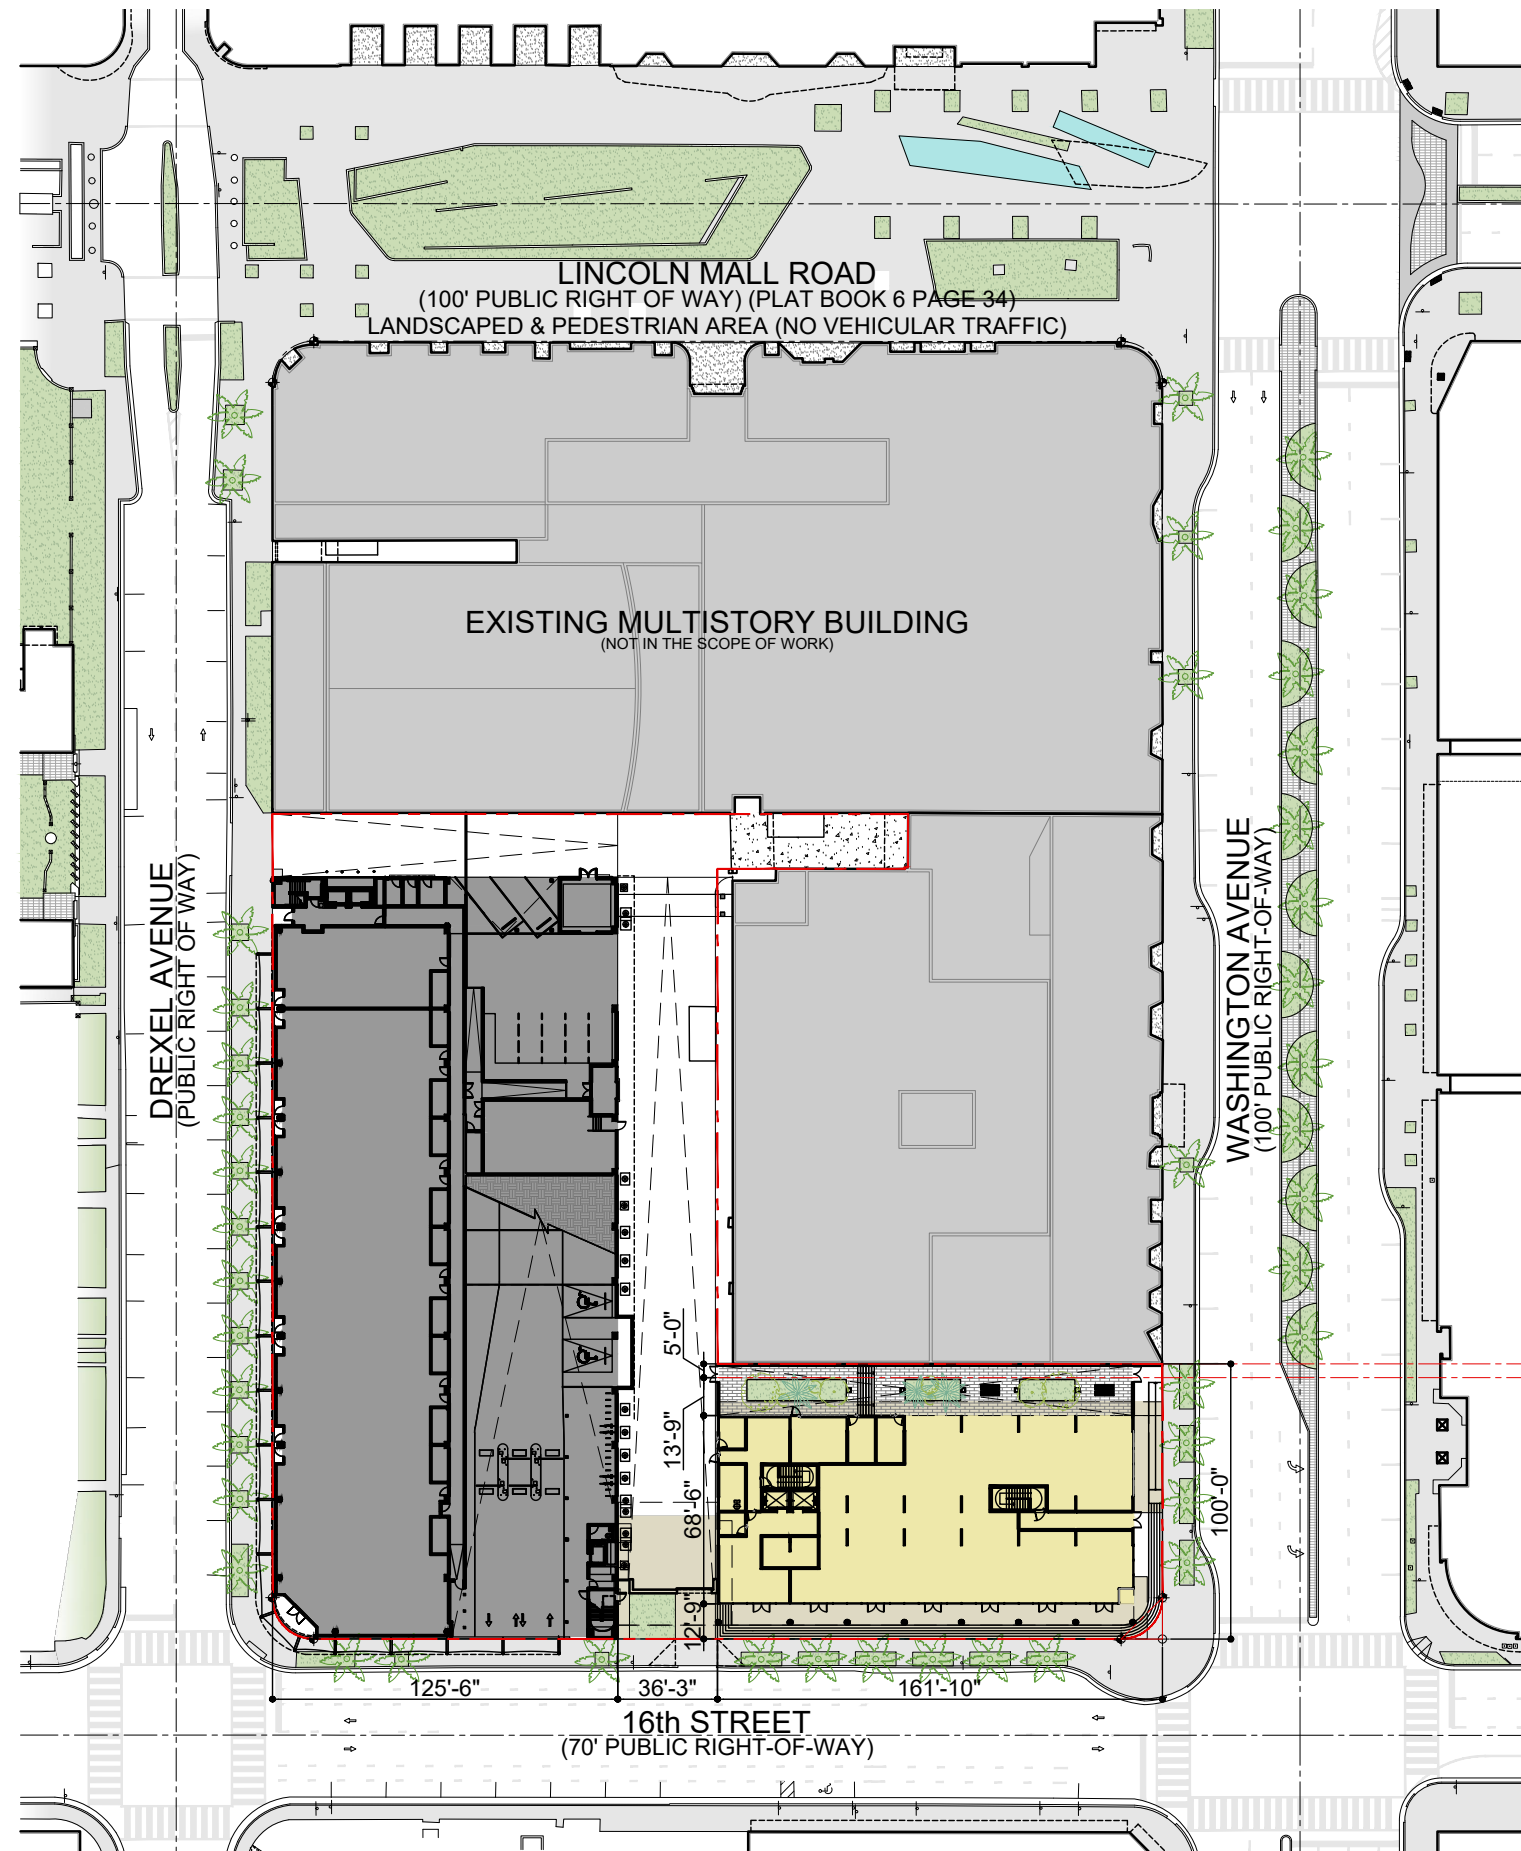 LINCOLN MALL ROAD
(100' PUBLIC RIGHT OF WAY) (PLAT BOOK 6 PAGE 34)
LANDSCAPED & PEDESTRIAN AREA (NO VEHICULAR TRAFFIC)
EXISTING MULTISTORY BUILDING
(NOT IN THE SCOPE OF WORK)
DREXEL AVENUE
(PUBLIC RIGHT OF WAY)
WASHINGTON AVENUE
(100' PUBLIC RIGHT-OF-WAY)
5'-0"
13'-9"
68'-6"
12'-9"
100'-0"
125'-6"
36'-3"
161'-10"
16th STREET
(70' PUBLIC RIGHT-OF-WAY)